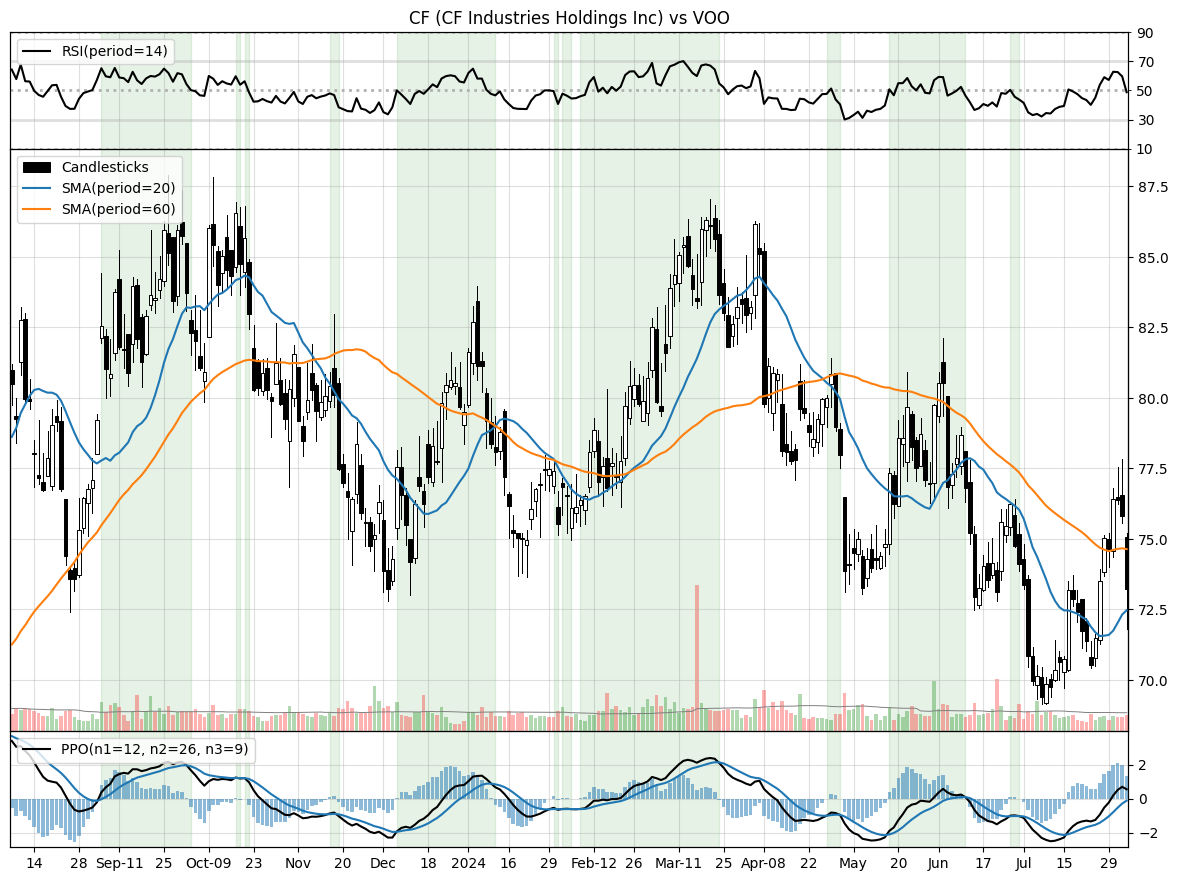 CF (CF Industries Holdings Inc) vs VOO
RSI(period=14)
90
70
50
30
10
Candlesticks
SMA(period=20)
SMA(period=60)
87.5
85.0
82.5
80.0
77.5
75.0
72.5
70.0
PPO(n1=12, n2=26, n3=9)
2
0
−2
14 28 Sep-11 25 Oct-09 23 Nov 20 Dec 18 2024 16 29 Feb-12 26 Mar-11 25 Apr-08 22 May 20 Jun 17 Jul 15 29